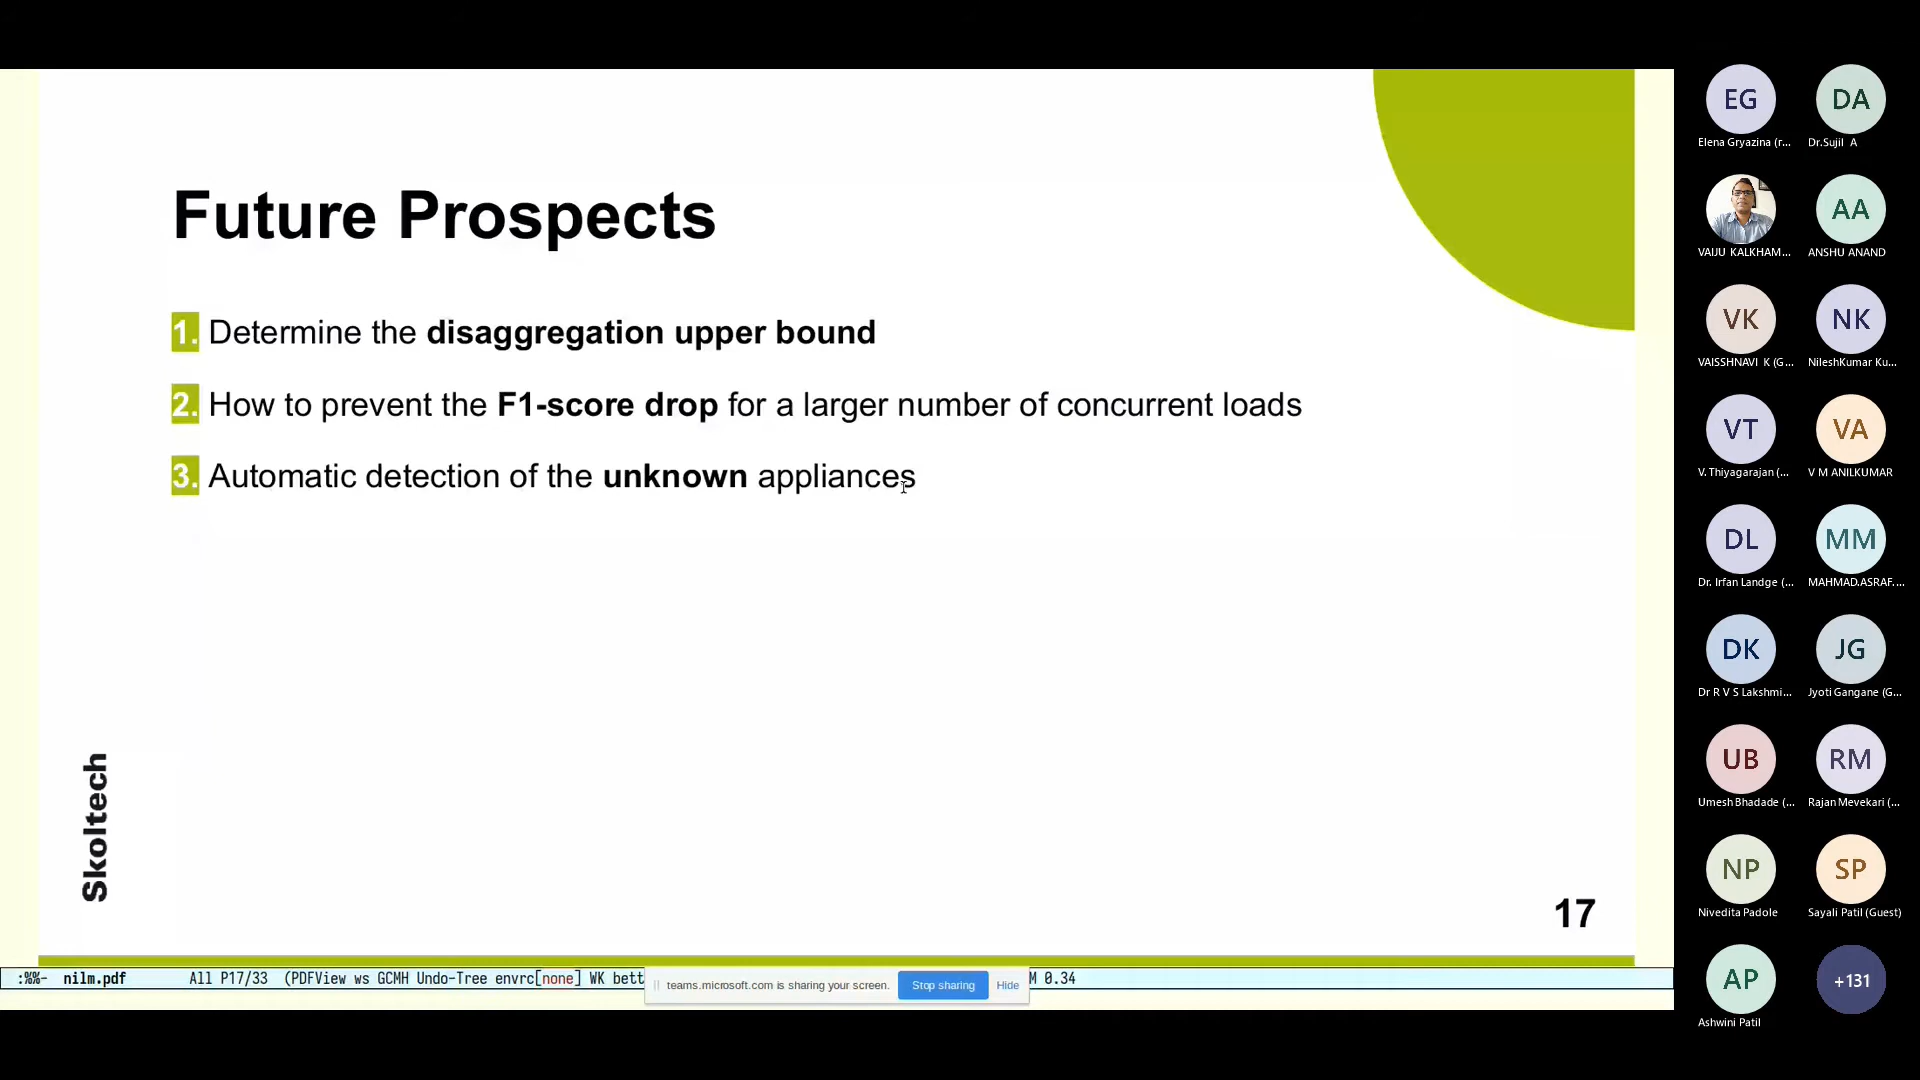 Future Prospects
1. Determine the disaggregation upper bound
2. How to prevent the F1-score drop for a larger number of concurrent loads
3. Automatic detection of the unknown appliances
Skoltech
17
:%%- nilm.pdf All P17/33 (PDFView ws GCMH Undo-Tree envrc[none] WK bett
teams.microsoft.com is sharing your screen. Stop sharing Hide
M 0.34
EG DA
Elena Gryazina (r... Dr.Sujil A
AA
VAIJU KALKHAM... ANSHU ANAND
VK NK
VAISSHNAVI K (G... NileshKumar Ku...
VT VA
V. Thiyagarajan (... V M ANILKUMAR
DL MM
Dr. Irfan Landge (... MAHMAD.ASRAF....
DK JG
Dr R V S Lakshmi... Jyoti Gangane (G...
UB RM
Umesh Bhadade (... Rajan Mevekari (...
NP SP
Nivedita Padole Sayali Patil (Guest)
AP +131
Ashwini Patil